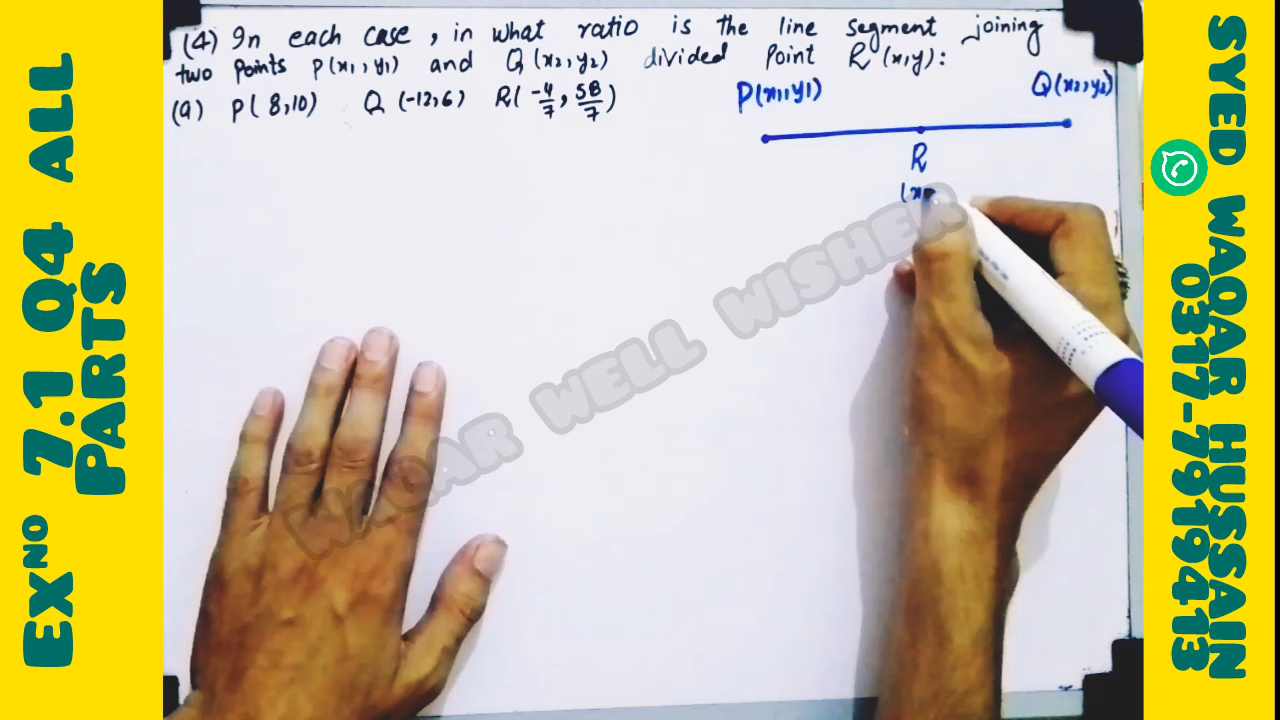 Exᴺᴼ 7.1 Q4 ALL
PARTS
(4) In each case, in what ratio is the line segment joining
two points P(x₁,y₁) and Q(x₂,y₂) divided Point R(x,y):
(a) P(8,10) Q(-12,6) R(-4/7, 58/7)
P(x1,y1)
Q(x2,y2)
R
(x
WAQAR WELL WISHER
SYED WAQAR HUSSAIN
0317-7919413